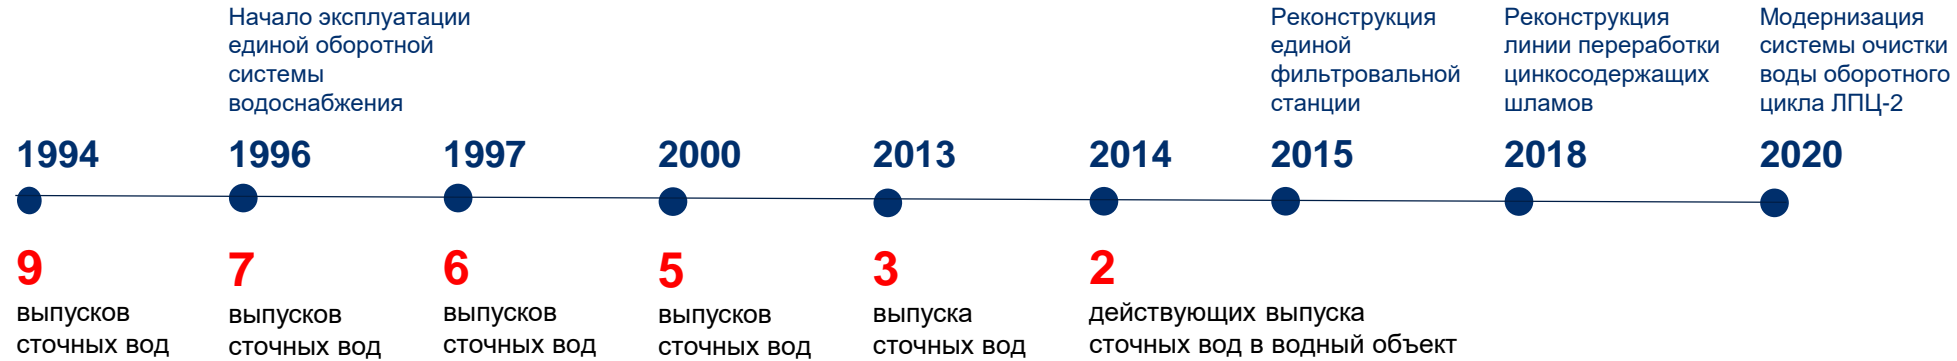 Начало эксплуатации
единой оборотной
системы
водоснабжения
Реконструкция
единой
фильтровальной
станции
Реконструкция
линии переработки
цинкосодержащих
шламов
Модернизация
системы очистки
воды оборотного
цикла ЛПЦ-2
1994
1996
1997
2000
2013
2014
2015
2018
2020
9
выпусков
сточных вод
7
выпусков
сточных вод
6
выпусков
сточных вод
5
выпусков
сточных вод
3
выпуска
сточных вод
2
действующих выпуска
сточных вод в водный объект